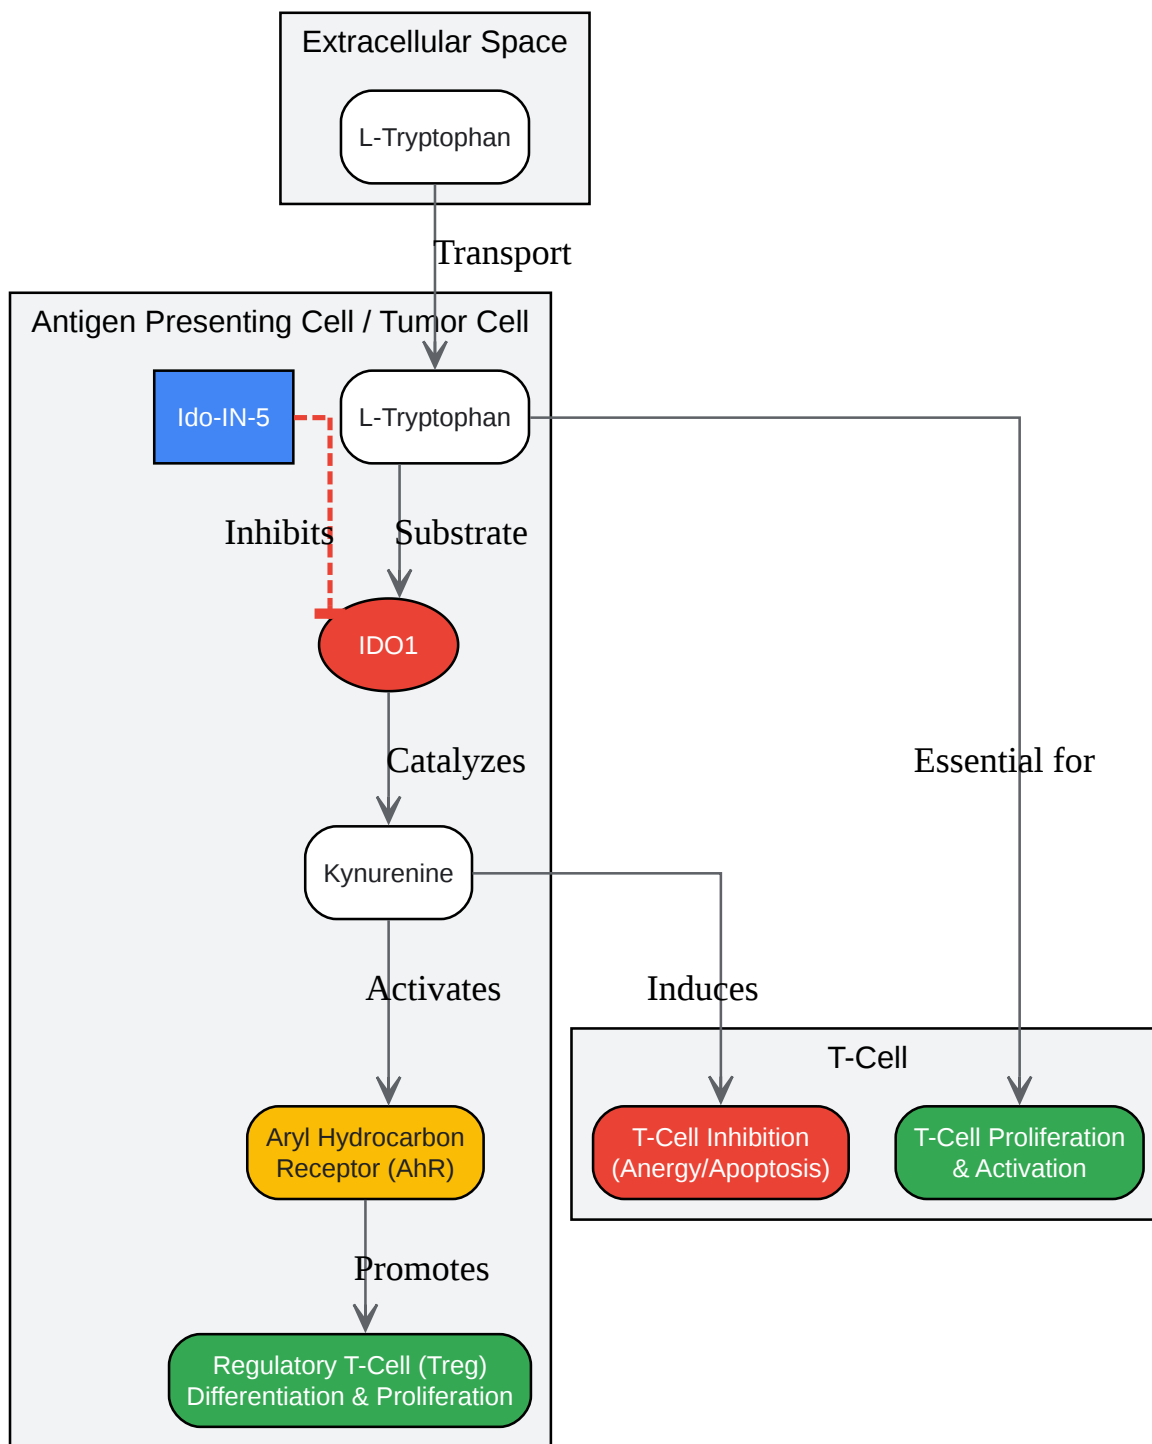 Extracellular Space
L-Tryptophan
Transport
Antigen Presenting Cell / Tumor Cell
Ido-IN-5
L-Tryptophan
Inhibits
Substrate
IDO1
Catalyzes
Essential for
Kynurenine
Activates
Induces
T-Cell
Aryl Hydrocarbon
Receptor (AhR)
T-Cell Inhibition
(Anergy/Apoptosis)
T-Cell Proliferation
& Activation
Promotes
Regulatory T-Cell (Treg)
Differentiation & Proliferation